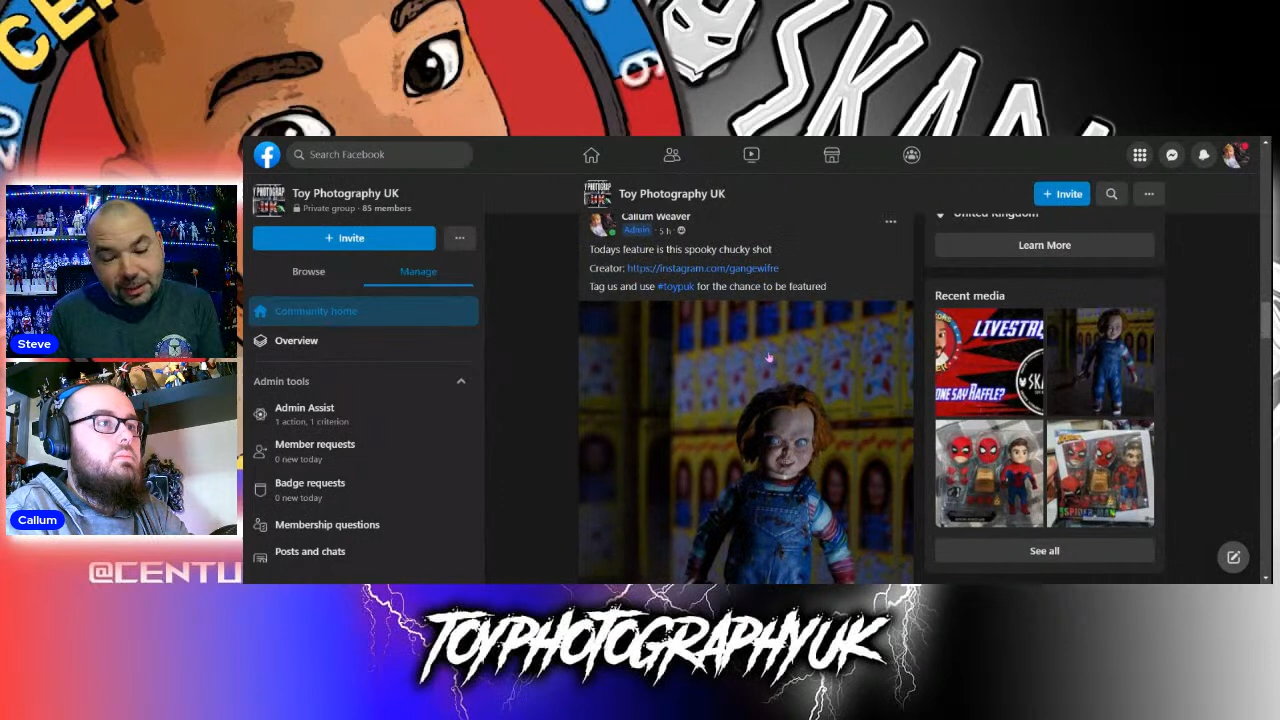 Search Facebook
Toy Photography UK
Private group · 85 members
+ Invite
Browse
Manage
Community home
Overview
Admin tools
Admin Assist
1 action, 1 criterion
Member requests
0 new today
Badge requests
0 new today
Membership questions
Posts and chats
Toy Photography UK
+ Invite
Callum Weaver
Admin · 5 h ·
Todays feature is this spooky chucky shot
Creator: https://instagram.com/gangewifre
Tag us and use #toypuk for the chance to be featured
United Kingdom
Learn More
Recent media
LIVESTRE
ONE SAY RAFFLE?
SPIDER-MAN
See all
Steve
Callum
@CENTU
TOYPHOTOGRAPHYUK